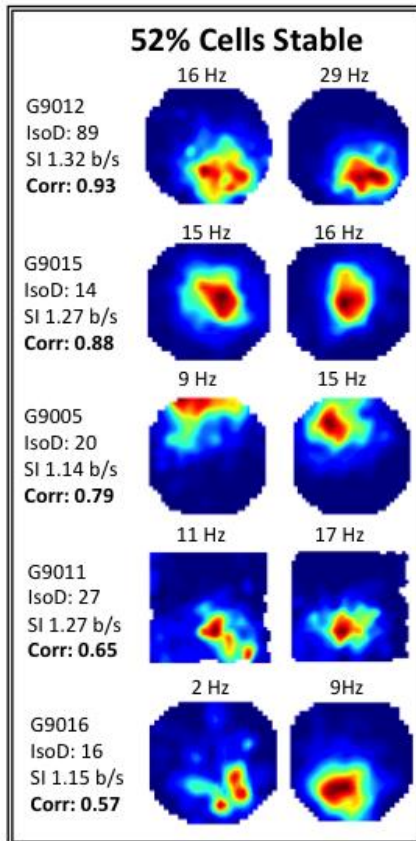 52% Cells Stable
16 Hz 29 Hz
G9012
IsoD: 89
SI 1.32 b/s
Corr: 0.93
15 Hz 16 Hz
G9015
IsoD: 14
SI 1.27 b/s
Corr: 0.88
9 Hz 15 Hz
G9005
IsoD: 20
SI 1.14 b/s
Corr: 0.79
11 Hz 17 Hz
G9011
IsoD: 27
SI 1.27 b/s
Corr: 0.65
2 Hz 9Hz
G9016
IsoD: 16
SI 1.15 b/s
Corr: 0.57